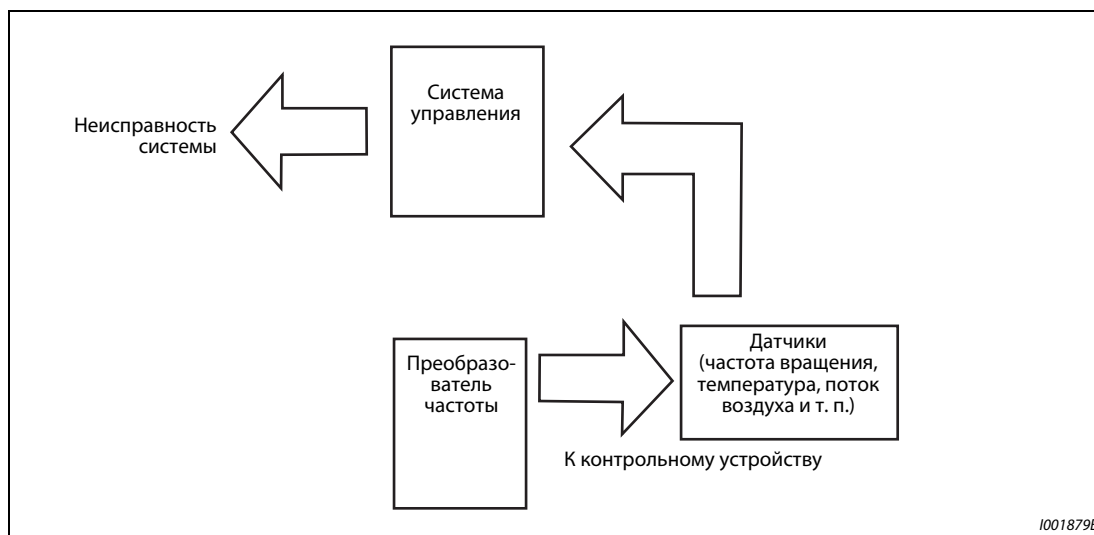 Система
управления
Неисправность
системы
Преобразо-
ватель
частоты
Датчики
(частота вращения,
температура, поток
воздуха и т. п.)
К контрольному устройству
I001879E